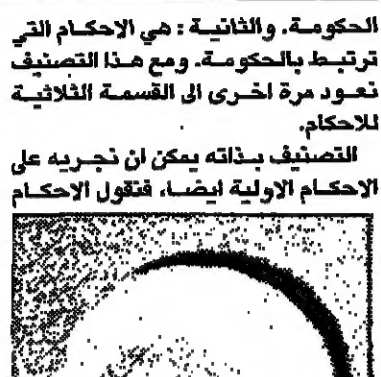 الحكومة. والثانية : هي الاحكام التي
ترتبط بالحكومة. ومع هذا التصنيف
نعود مرة اخرى الى القسمة الثلاثية
للاحكام.
التصنيف بذاته يمكن ان نجريه على
الاحكام الاولية ايضا، فنقول الاحكام